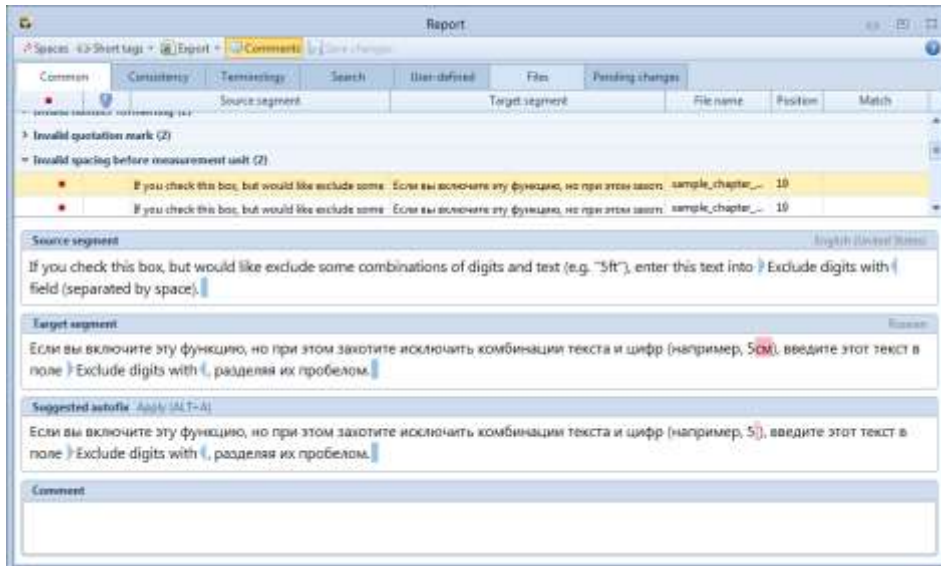 Report
Spaces Short tags Export Comments Save changes
Common Consistency Terminology Search User-defined Files Pending changes
Source segment Target segment File name Position Match
Invalid quotation mark (2)
Invalid spacing before measurement unit (2)
If you check this box, but would like exclude some Если вы включите эту функцию, но при этом захот sample_chapter_... 19
If you check this box, but would like exclude some Если вы включите эту функцию, но при этом захот sample_chapter_... 19
Source segment English (United States)
If you check this box, but would like exclude some combinations of digits and text (e.g. "5ft"), enter this text into Exclude digits with
field (separated by space).
Target segment Russian
Если вы включите эту функцию, но при этом захотите исключить комбинации текста и цифр (например, 5см), введите этот текст в
поле Exclude digits with , разделяя их пробелом.
Suggested autofix Apply (ALT+A)
Если вы включите эту функцию, но при этом захотите исключить комбинации текста и цифр (например, 5 ), введите этот текст в
поле Exclude digits with , разделяя их пробелом.
Comment